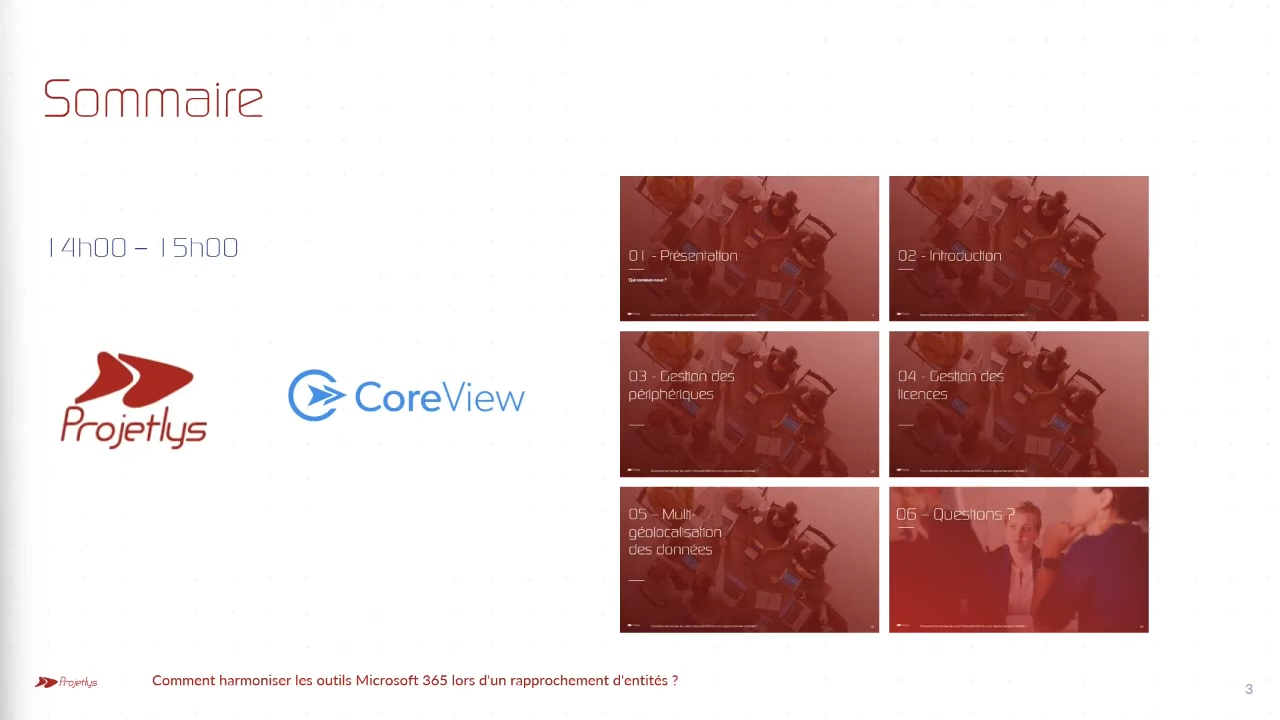 Sommaire
14h00 – 15h00
Projetlys
CoreView
01 - Présentation
Qui sommes-nous ?
02 - Introduction
03 - Gestion des
périphériques
04 - Gestion des
licences
05 - Multi-
géolocalisation
des données
06 – Questions ?
Projetlys
Comment harmoniser les outils Microsoft 365 lors d'un rapprochement d'entités ?
3